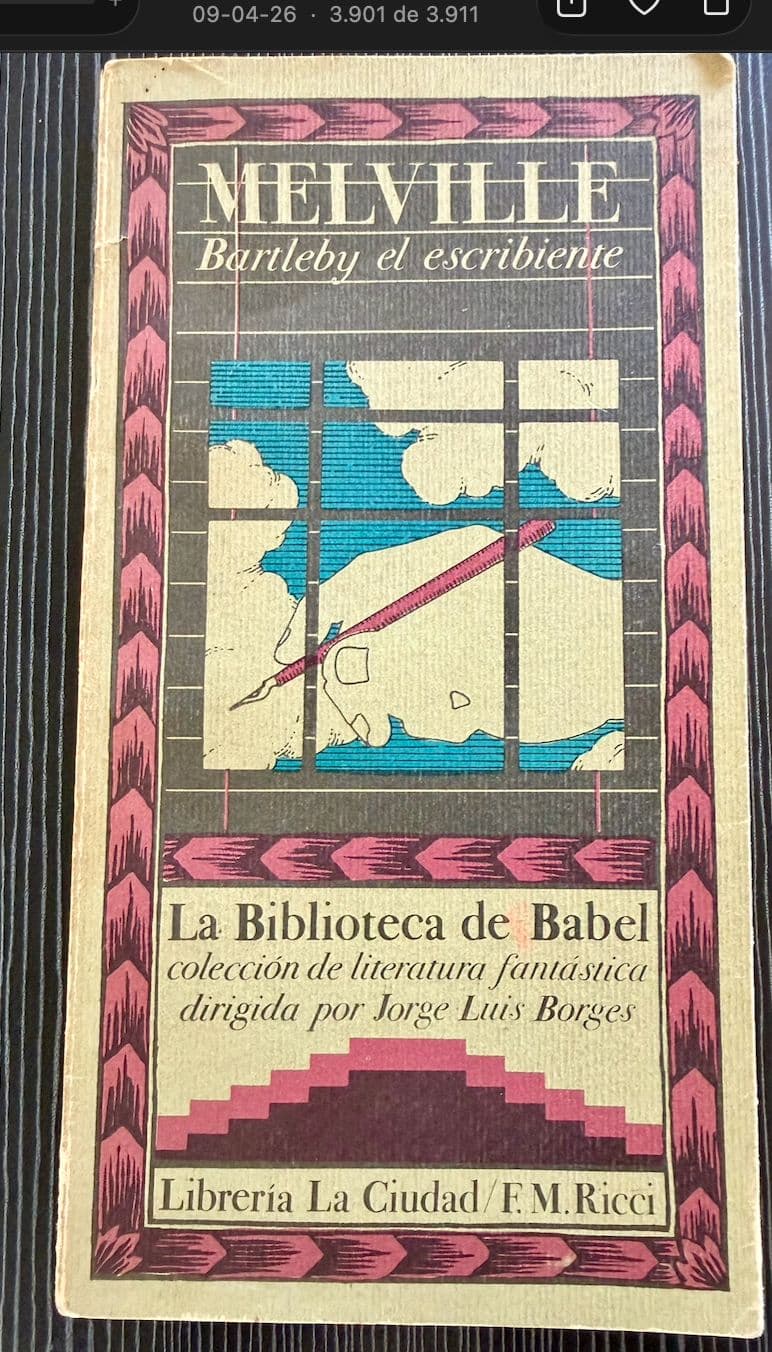 09-04-26 · 3.901 de 3.911
MELVILLE
Bartleby el escribiente
La Biblioteca de Babel
colección de literatura fantástica
dirigida por Jorge Luis Borges
Librería La Ciudad/F.M.Ricci